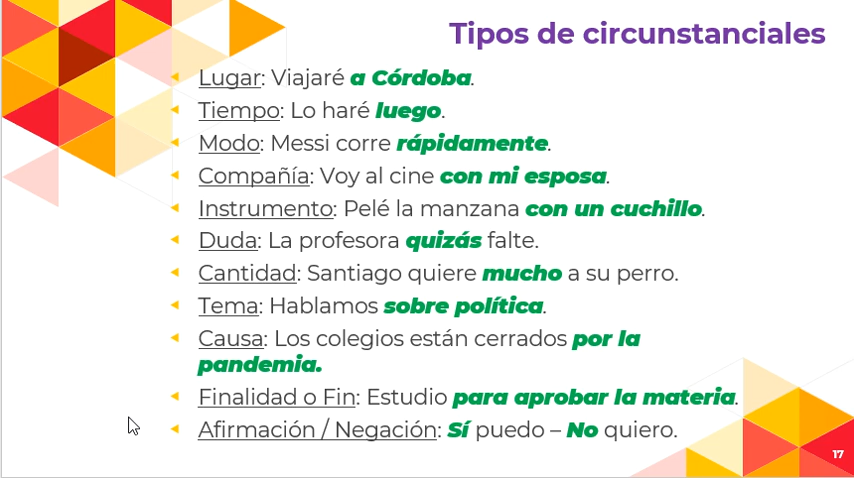 Tipos de circunstanciales
Lugar: Viajaré a Córdoba.
Tiempo: Lo haré luego.
Modo: Messi corre rápidamente.
Compañía: Voy al cine con mi esposa.
Instrumento: Pelé la manzana con un cuchillo.
Duda: La profesora quizás falte.
Cantidad: Santiago quiere mucho a su perro.
Tema: Hablamos sobre política.
Causa: Los colegios están cerrados por la
pandemia.
Finalidad o Fin: Estudio para aprobar la materia.
Afirmación / Negación: Sí puedo – No quiero.
17